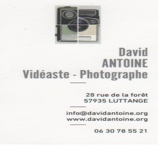 David
ANTOINE
Vidéaste - Photographe
28 rue de la forêt
57935 LUTTANGE
info@davidantoine.org
www.davidantoine.org
06 30 78 55 21